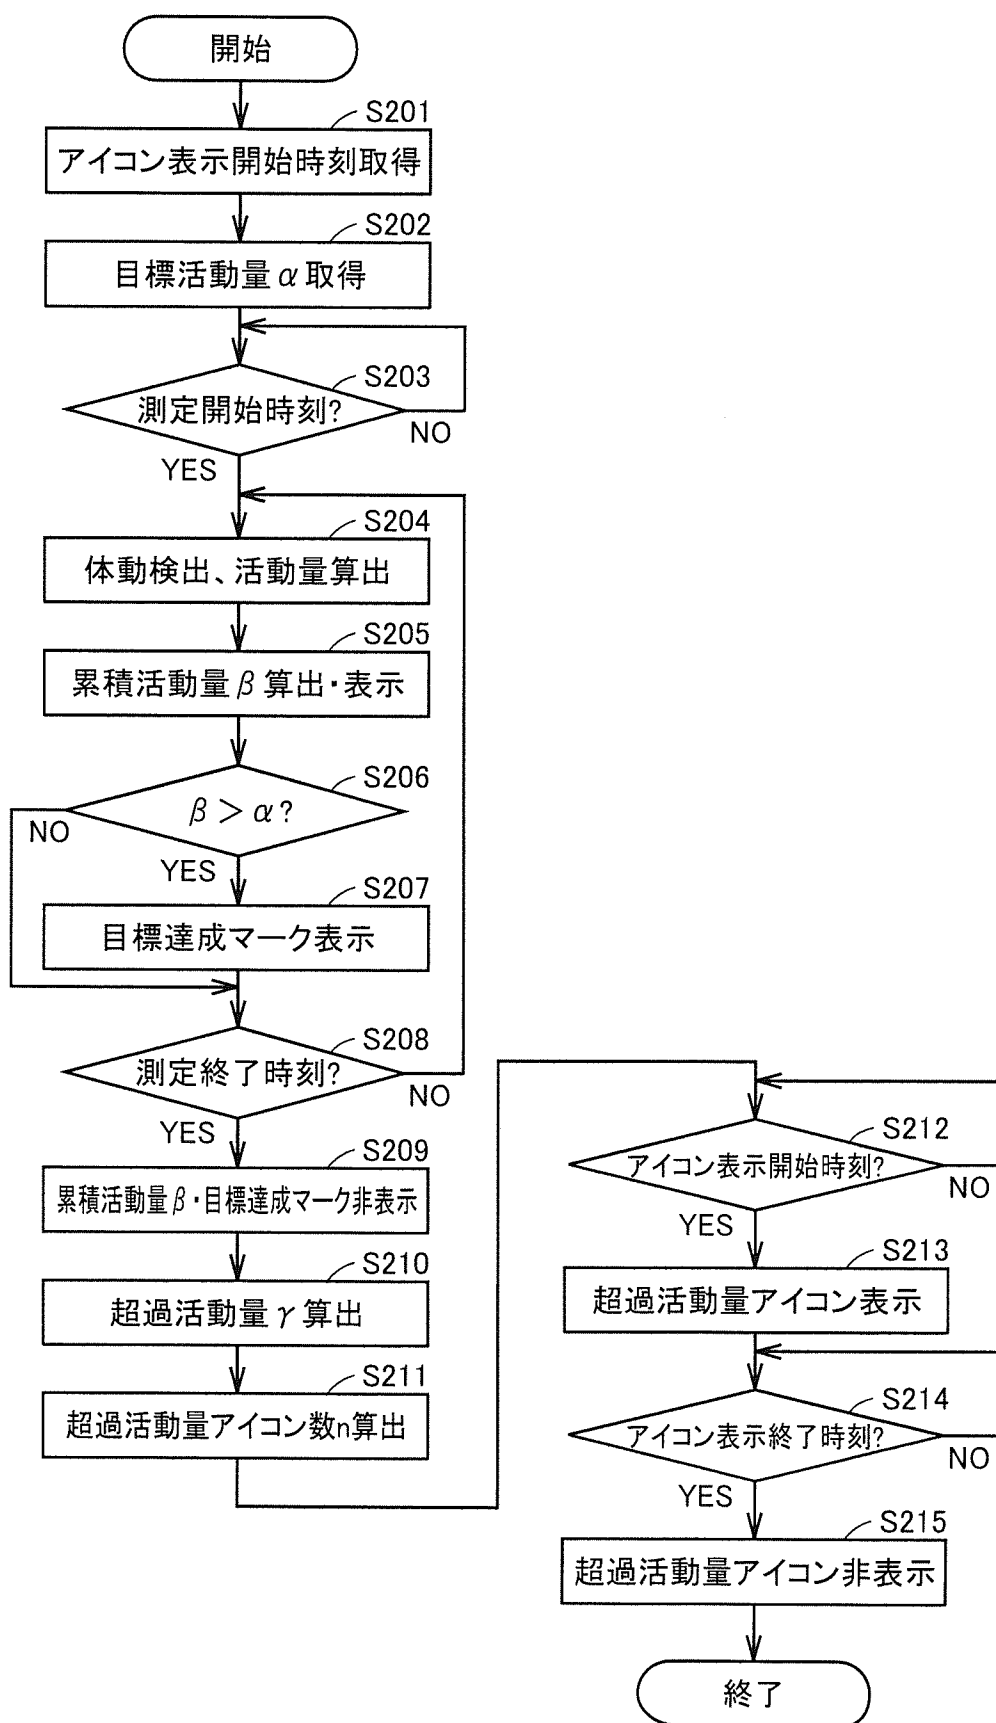 開始
S201
アイコン表示開始時刻取得
S202
目標活動量α取得
S203
測定開始時刻?
NO
YES
S204
体動検出、活動量算出
S205
累積活動量β算出・表示
S206
β>α?
NO
YES
S207
目標達成マーク表示
S208
測定終了時刻?
NO
YES
S209
累積活動量β・目標達成マーク非表示
S210
超過活動量γ算出
S211
超過活動量アイコン数n算出
S212
アイコン表示開始時刻?
NO
YES
S213
超過活動量アイコン表示
S214
アイコン表示終了時刻?
NO
YES
S215
超過活動量アイコン非表示
終了